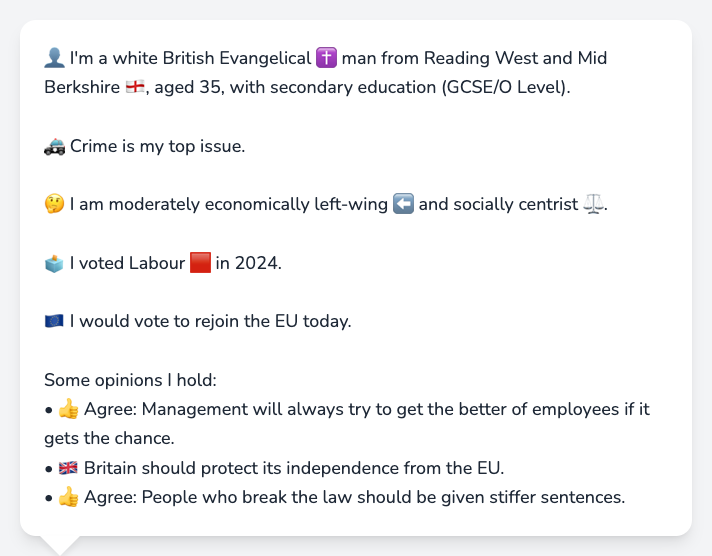 👤 I'm a white British Evangelical ✝️ man from Reading West and Mid
Berkshire 🏴󠁧󠁢󠁥󠁮󠁧󠁿, aged 35, with secondary education (GCSE/O Level).
🚓 Crime is my top issue.
🤔 I am moderately economically left-wing ⬅️ and socially centrist ⚖️.
🗳️ I voted Labour 🟥 in 2024.
🇪🇺 I would vote to rejoin the EU today.
Some opinions I hold:
• 👍 Agree: Management will always try to get the better of employees if it
gets the chance.
• 🇬🇧 Britain should protect its independence from the EU.
• 👍 Agree: People who break the law should be given stiffer sentences.